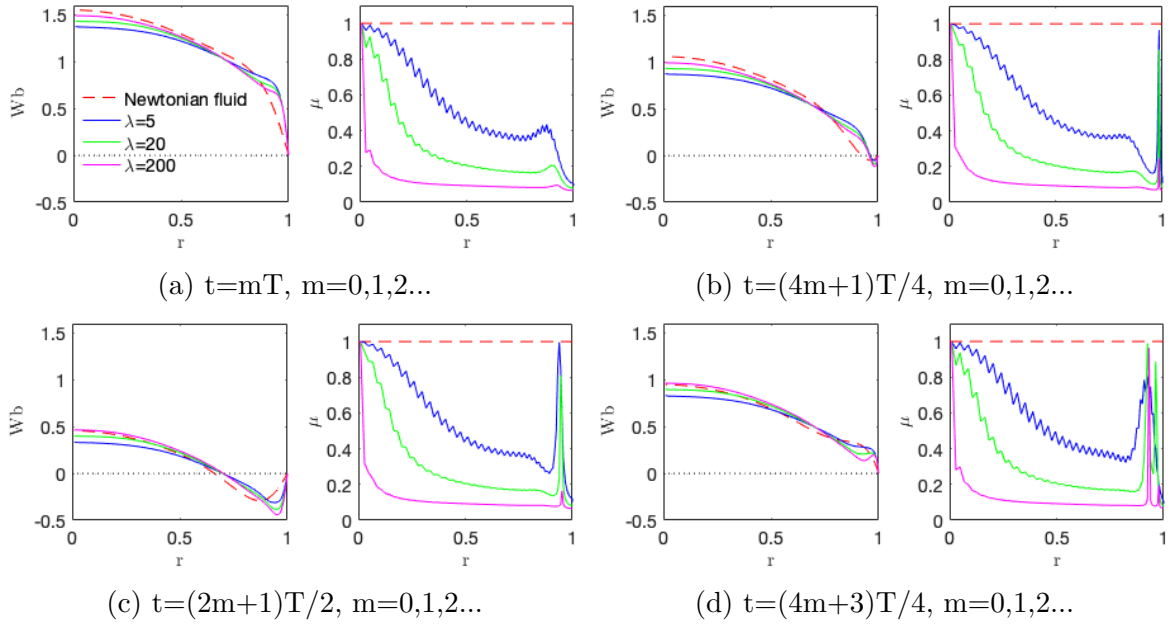 1.5
1
0.5
0
-0.5
Wb
Newtonian fluid
λ=5
λ=20
λ=200
0
0.5
1
r
1
0.8
0.6
0.4
0.2
0
μ
0
0.5
1
r
(a) t=mT, m=0,1,2...
1.5
1
0.5
0
-0.5
Wb
0
0.5
1
r
1
0.8
0.6
0.4
0.2
0
μ
0
0.5
1
r
(b) t=(4m+1)T/4, m=0,1,2...
1.5
1
0.5
0
-0.5
Wb
0
0.5
1
r
1
0.8
0.6
0.4
0.2
0
μ
0
0.5
1
r
(c) t=(2m+1)T/2, m=0,1,2...
1.5
1
0.5
0
-0.5
Wb
0
0.5
1
r
1
0.8
0.6
0.4
0.2
0
μ
0
0.5
1
r
(d) t=(4m+3)T/4, m=0,1,2...